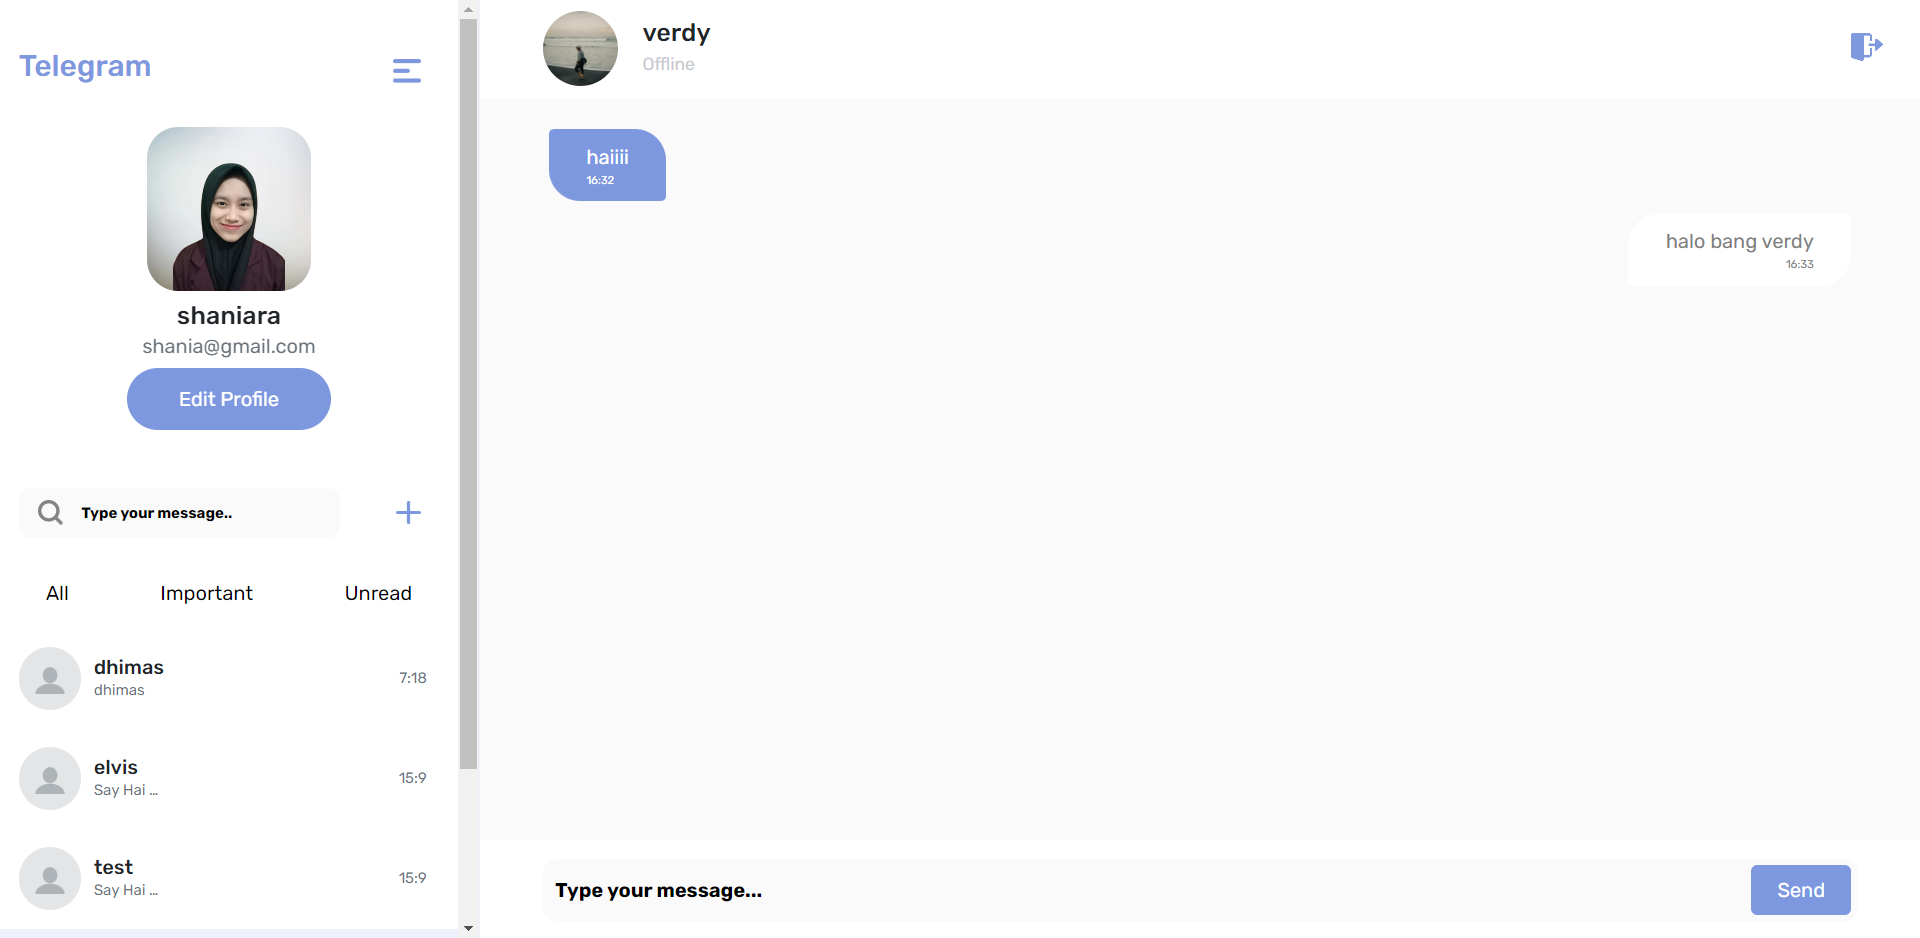 Telegram
shaniara
shania@gmail.com
Edit Profile
Type your message..
All
Important
Unread
dhimas
dhimas
7:18
elvis
Say Hai ...
15:9
test
Say Hai ...
15:9
verdy
Offline
haiiii
16:32
halo bang verdy
16:33
Type your message...
Send